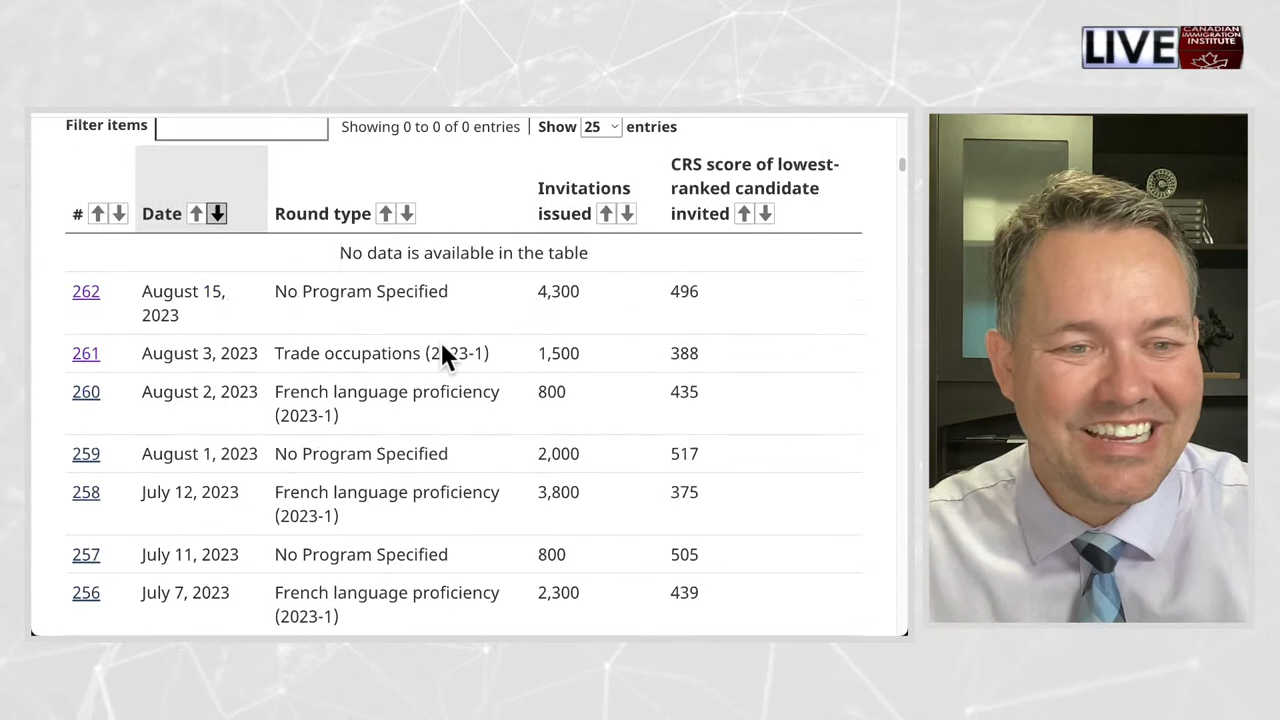 LIVE
CANADIAN
IMMIGRATION
INSTITUTE
Filter items Showing 0 to 0 of 0 entries | Show 25 entries
# Date Round type Invitations issued CRS score of lowest-ranked candidate invited
No data is available in the table
262 August 15, 2023 No Program Specified 4,300 496
261 August 3, 2023 Trade occupations (2023-1) 1,500 388
260 August 2, 2023 French language proficiency (2023-1) 800 435
259 August 1, 2023 No Program Specified 2,000 517
258 July 12, 2023 French language proficiency (2023-1) 3,800 375
257 July 11, 2023 No Program Specified 800 505
256 July 7, 2023 French language proficiency (2023-1) 2,300 439